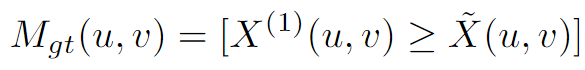 M_{gt}(u, v) = [X^{(1)}(u, v) ≥ \tilde{X}(u, v)]